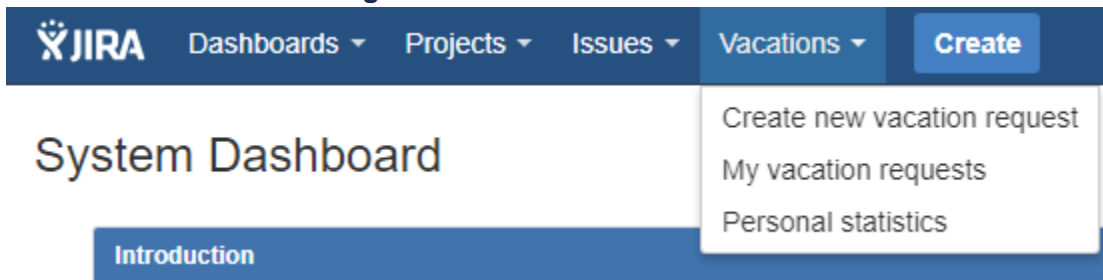 JIRA Dashboards Projects Issues Vacations Create
Create new vacation request
My vacation requests
Personal statistics
System Dashboard
Introduction